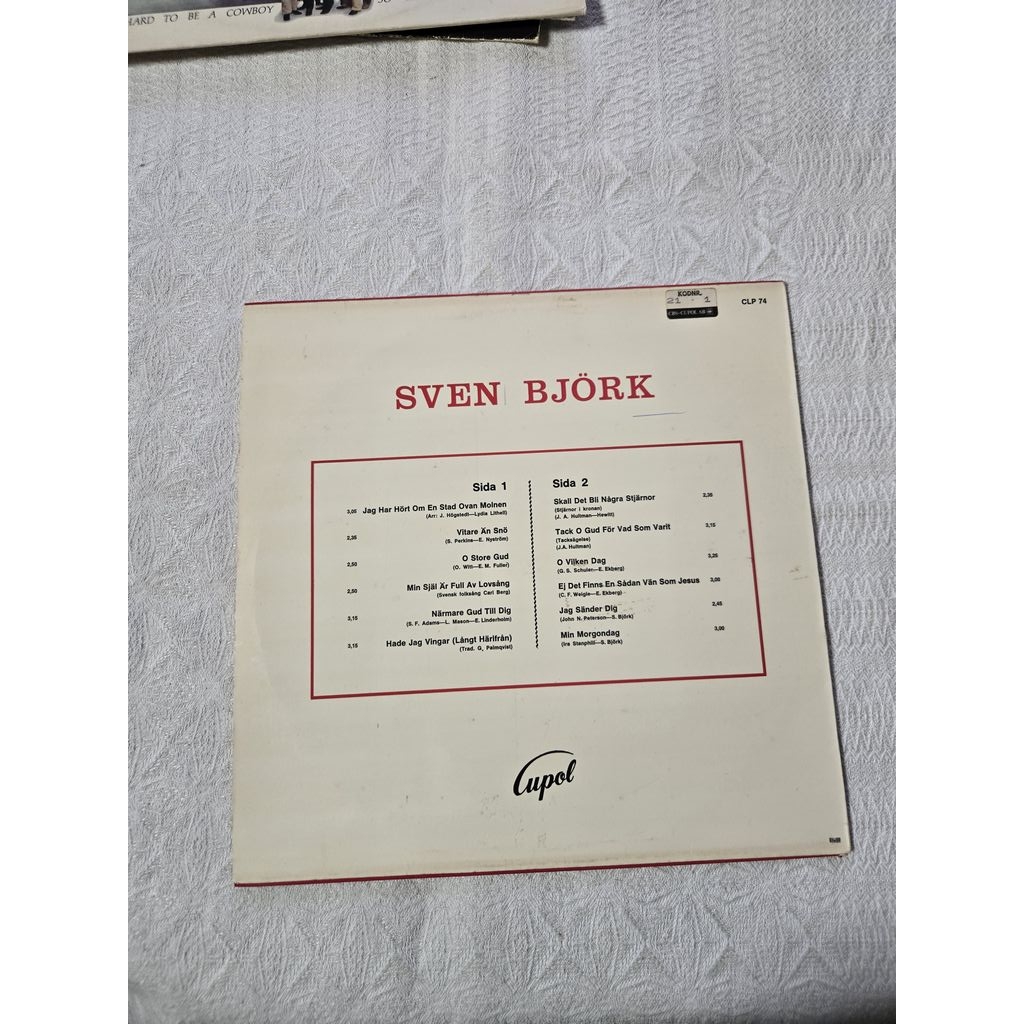 HARD TO BE A COWBOY
SO
KODNR.
21 - 1
CBS-CUPOL AB
CLP 74
SVEN BJÖRK
Sida 1
3,05 Jag Har Hört Om En Stad Ovan Molnen
(Arr: J. Högstedt—Lydia Lithell)
2,35 Vitare Än Snö
(S. Perkins—E. Nyström)
2,50 O Store Gud
(O. Witt—E. M. Fuller)
2,50 Min Själ Är Full Av Lovsång
(Svensk folksång Carl Berg)
3,15 Närmare Gud Till Dig
(S. F. Adams—L. Mason—E. Linderholm)
3,15 Hade Jag Vingar (Långt Härifrån)
(Trad. G. Palmqvist)
Sida 2
Skall Det Bli Några Stjärnor 2,35
(Stjärnor i kronan)
(J. A. Hultman—Hewitt)
Tack O Gud För Vad Som Varit 3,15
(Tacksägelse)
(J.A. Hultman)
O Vilken Dag 3,25
(G. S. Schuler—E. Ekberg)
Ej Det Finns En Sådan Vän Som Jesus 3,00
(C. F. Weigle—E. Ekberg)
Jag Sänder Dig 2,45
(John N. Peterson—S. Björk)
Min Morgondag 3,00
(Ira Stanphill—S. Björk)
Cupol